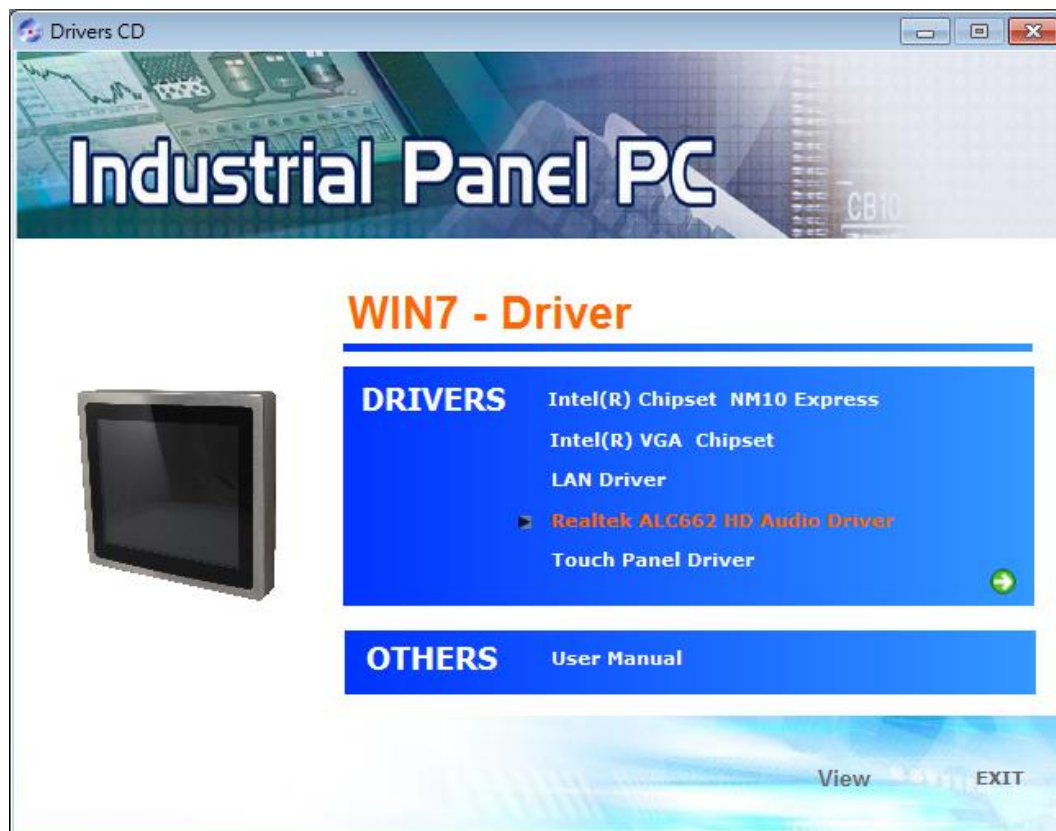 Drivers CD
Industrial Panel PC
CB10
WIN7 - Driver
DRIVERS
Intel(R) Chipset NM10 Express
Intel(R) VGA Chipset
LAN Driver
Realtek ALC662 HD Audio Driver
Touch Panel Driver
OTHERS
User Manual
View
EXIT